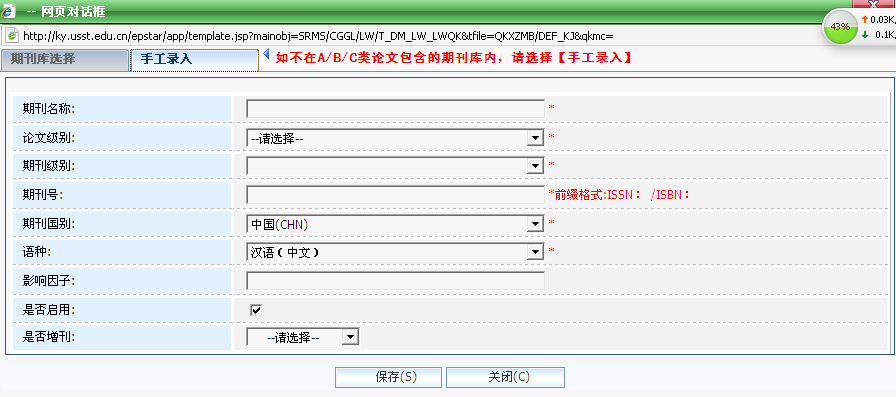 -- 网页对话框
http://ky.usst.edu.cn/epstar/app/template.jsp?mainobj=SRMS/CGGL/LW/T_DM_LW_LWQK&tfile=QKXZMB/DEF_KJ&qkmc=
43%
0.03K
0.1K
期刊库选择 手工录入 如不在A/B/C类论文包含的期刊库内，请选择【手工录入】
期刊名称: *
论文级别: --请选择-- *
期刊级别: *
期刊号: *前缀格式:ISSN： /ISBN：
期刊国别: 中国(CHN) *
语种: 汉语（中文） *
影响因子:
是否启用:
是否增刊: --请选择--
保存(S) 关闭(C)